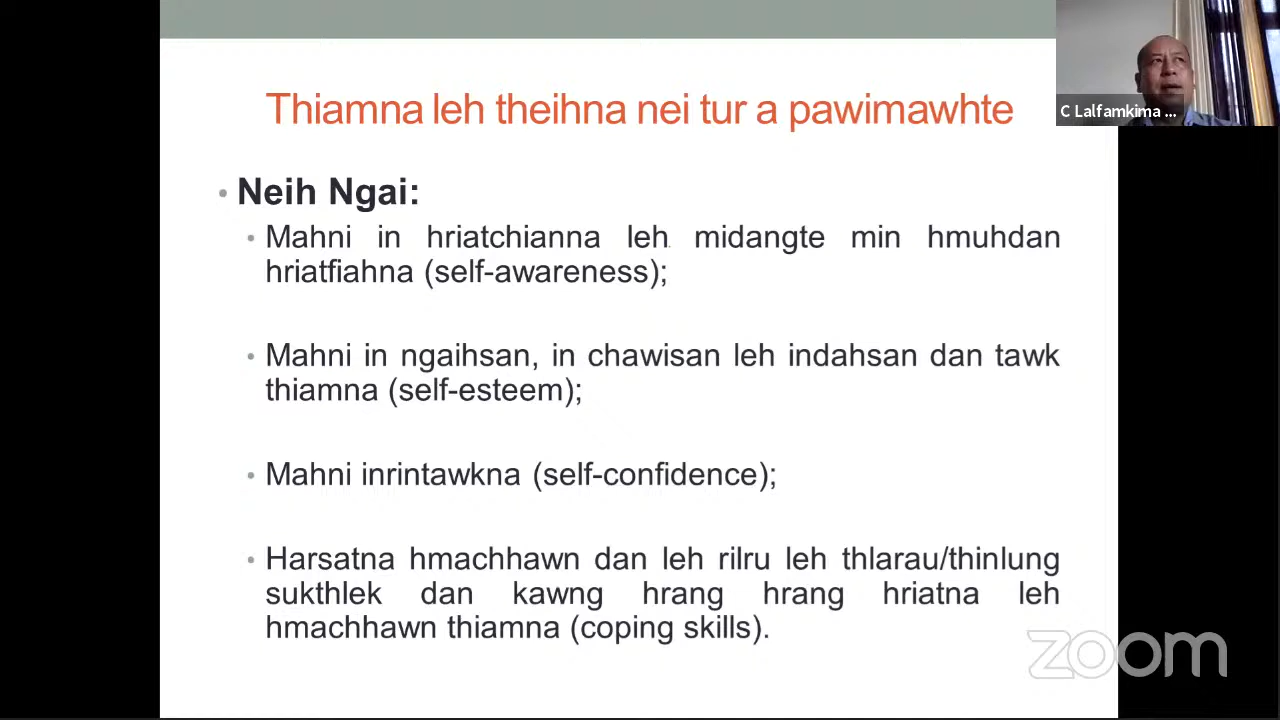 Thiamna leh theihna nei tur a pawimawhte
C Lalfamkima ...
• Neih Ngai:
• Mahni in hriatchianna leh midangte min hmuhdan
hriatfiahna (self-awareness);
• Mahni in ngaihsan, in chawisan leh indahsan dan tawk
thiamna (self-esteem);
• Mahni inrintawkna (self-confidence);
• Harsatna hmachhawn dan leh rilru leh thlarau/thinlung
sukthlek dan kawng hrang hrang hriatna leh
hmachhawn thiamna (coping skills).
zoom